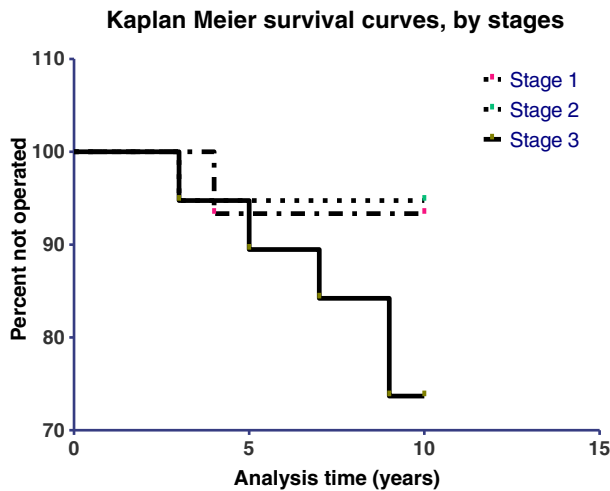 Kaplan Meier survival curves, by stages
110
100
90
80
70
Percent not operated
Stage 1
Stage 2
Stage 3
0 5 10 15
Analysis time (years)